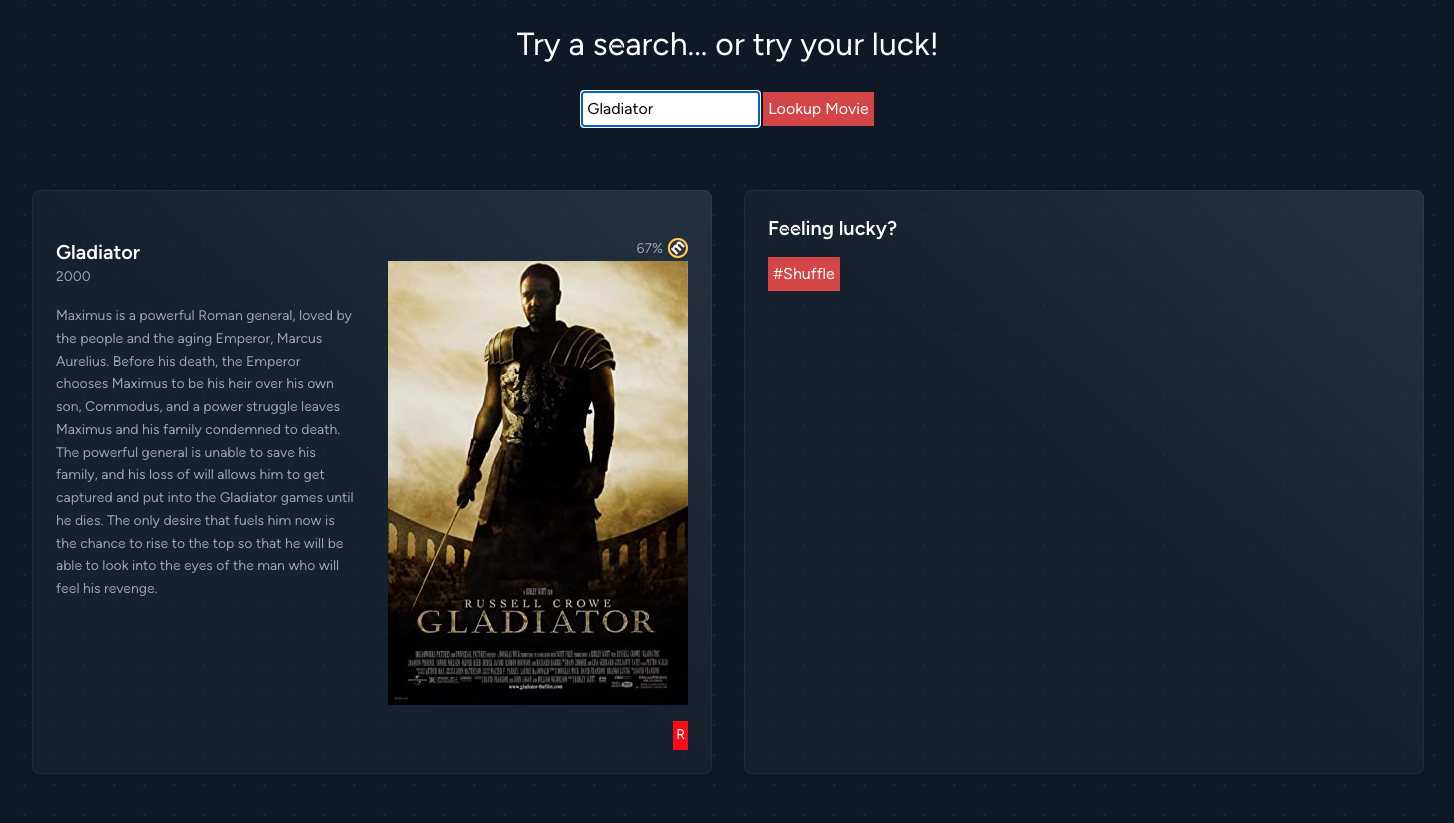 Try a search... or try your luck!
Gladiator
Lookup Movie
Gladiator
2000
67%
Maximus is a powerful Roman general, loved by
the people and the aging Emperor, Marcus
Aurelius. Before his death, the Emperor
chooses Maximus to be his heir over his own
son, Commodus, and a power struggle leaves
Maximus and his family condemned to death.
The powerful general is unable to save his
family, and his loss of will allows him to get
captured and put into the Gladiator games until
he dies. The only desire that fuels him now is
the chance to rise to the top so that he will be
able to look into the eyes of the man who will
feel his revenge.
A RIDLEY SCOTT FILM
RUSSELL CROWE
GLADIATOR
www.gladiator-thefilm.com
R
Feeling lucky?
#Shuffle